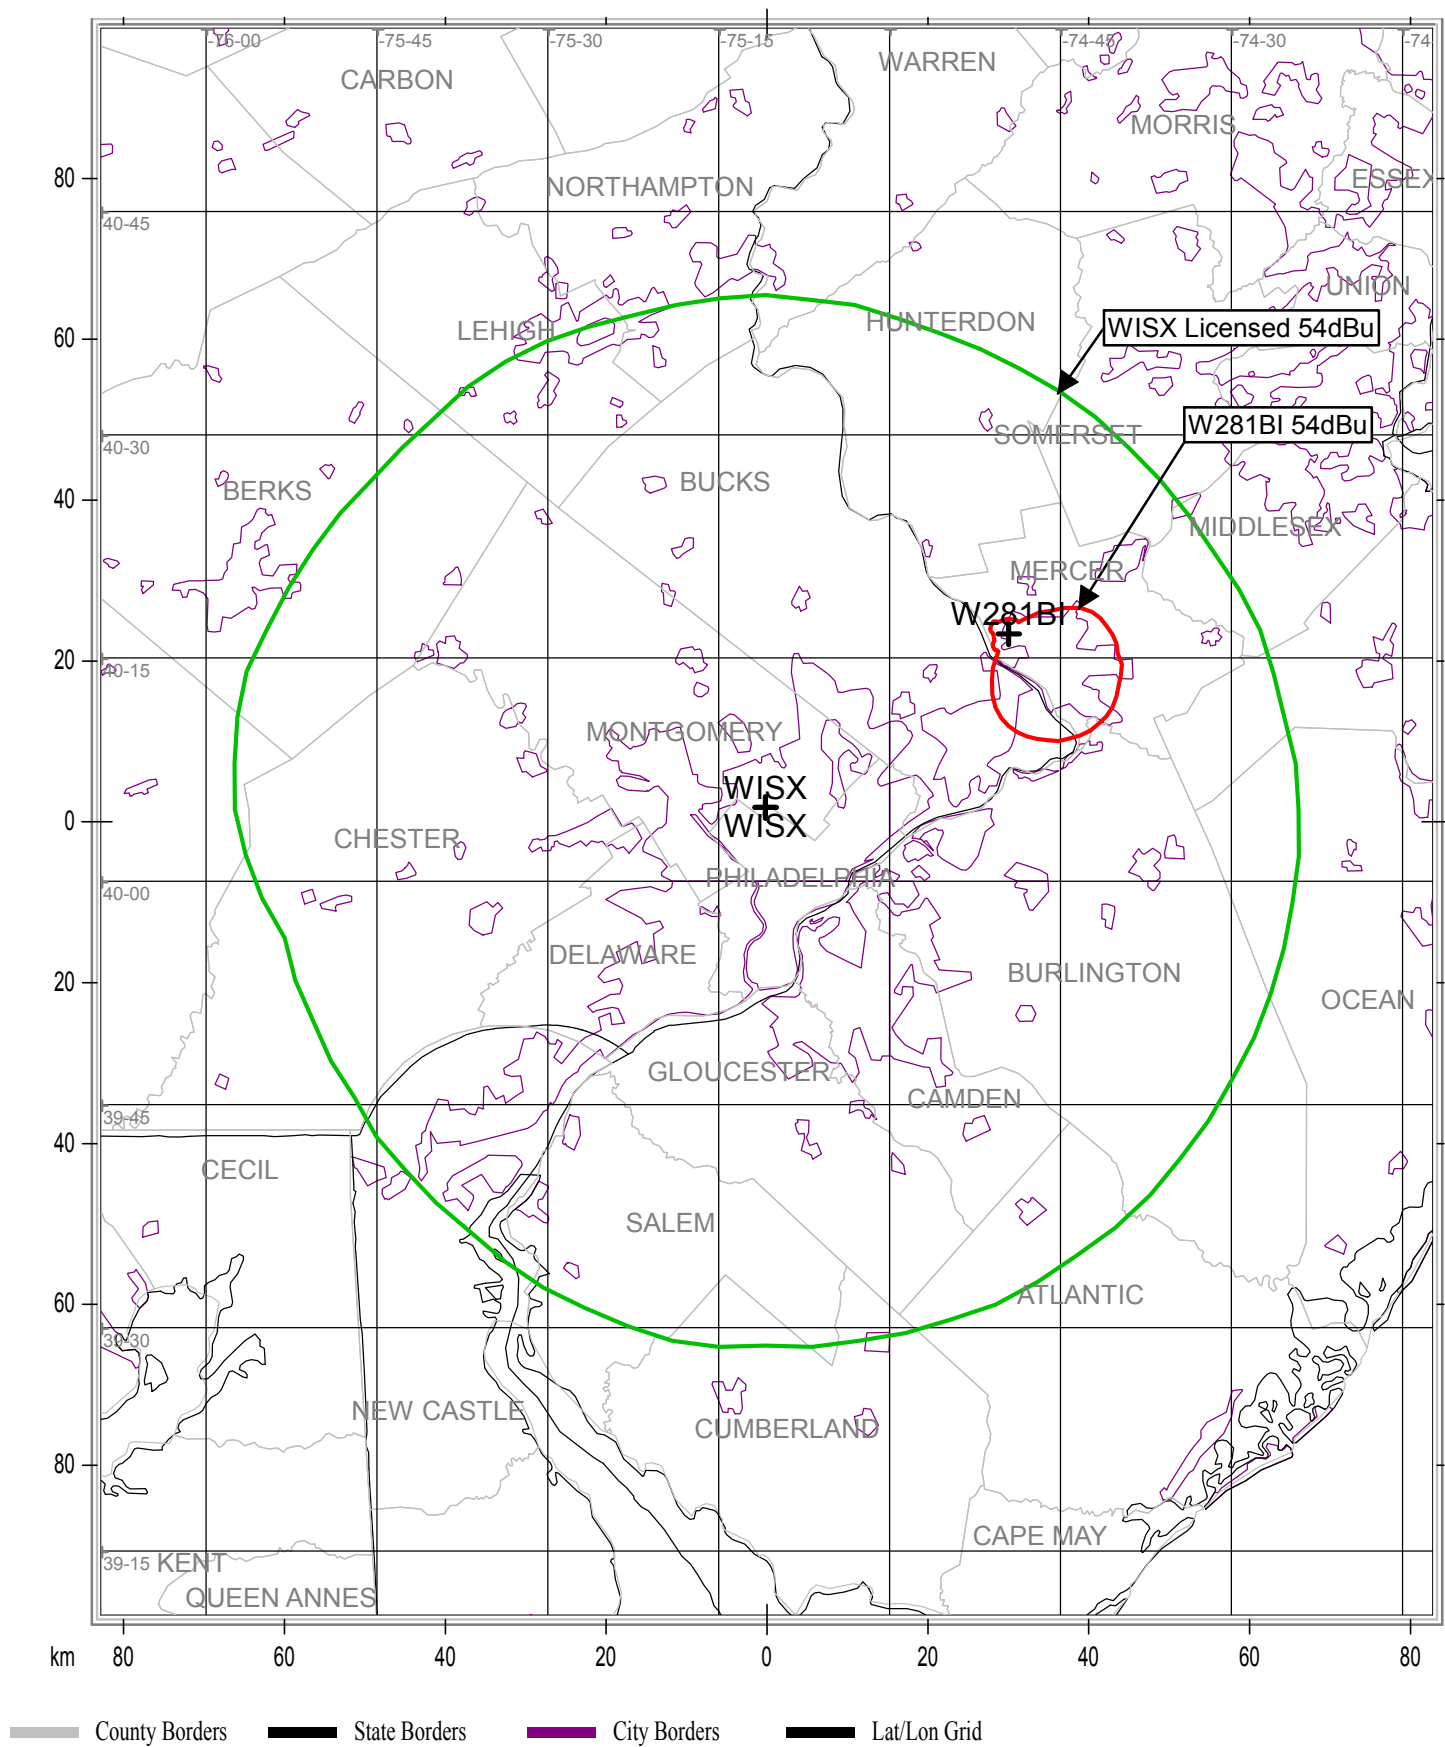 -76-00
-75-45
-75-30
-75-15
-74-45
-74-30
-74
CARBON
WARREN
MORRIS
ESSEX
80
NORTHAMPTON
40-45
UNION
60
LEHIGH
HUNTERDON
WISX Licensed 54dBu
W281BI 54dBu
40-30
SOMERSET
BERKS
BUCKS
40
MIDDLESEX
MERCER
W281BI
20
40-15
MONTGOMERY
WISX
0
CHESTER
WISX
PHILADELPHIA
40-00
DELAWARE
BURLINGTON
20
OCEAN
GLOUCESTER
CAMDEN
39-45
40
CECIL
SALEM
60
ATLANTIC
39-30
NEW CASTLE
CUMBERLAND
80
CAPE MAY
39-15
KENT
QUEEN ANNES
km
80
60
40
20
0
20
40
60
80
County Borders
State Borders
City Borders
Lat/Lon Grid